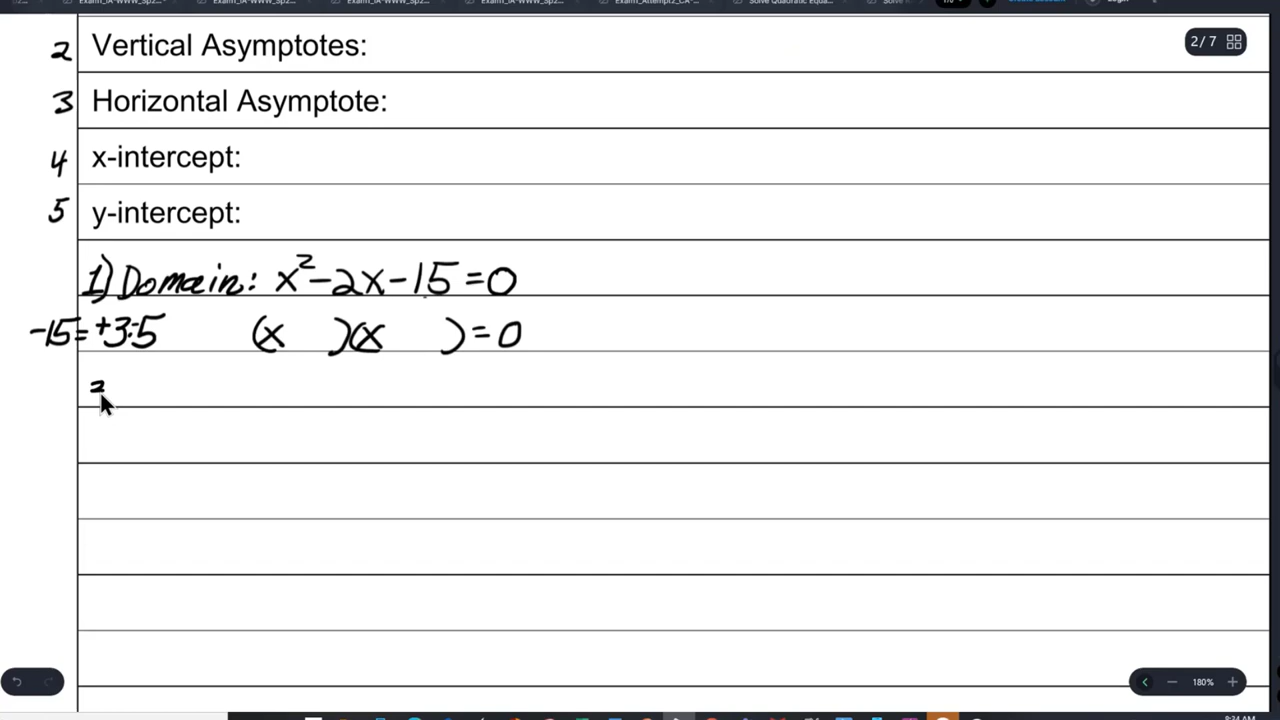 2 Vertical Asymptotes:
2/7
3 Horizontal Asymptote:
4 x-intercept:
5 y-intercept:
1) Domain: x²-2x-15=0
-15=+3·-5 (x )(x )=0
=
180%